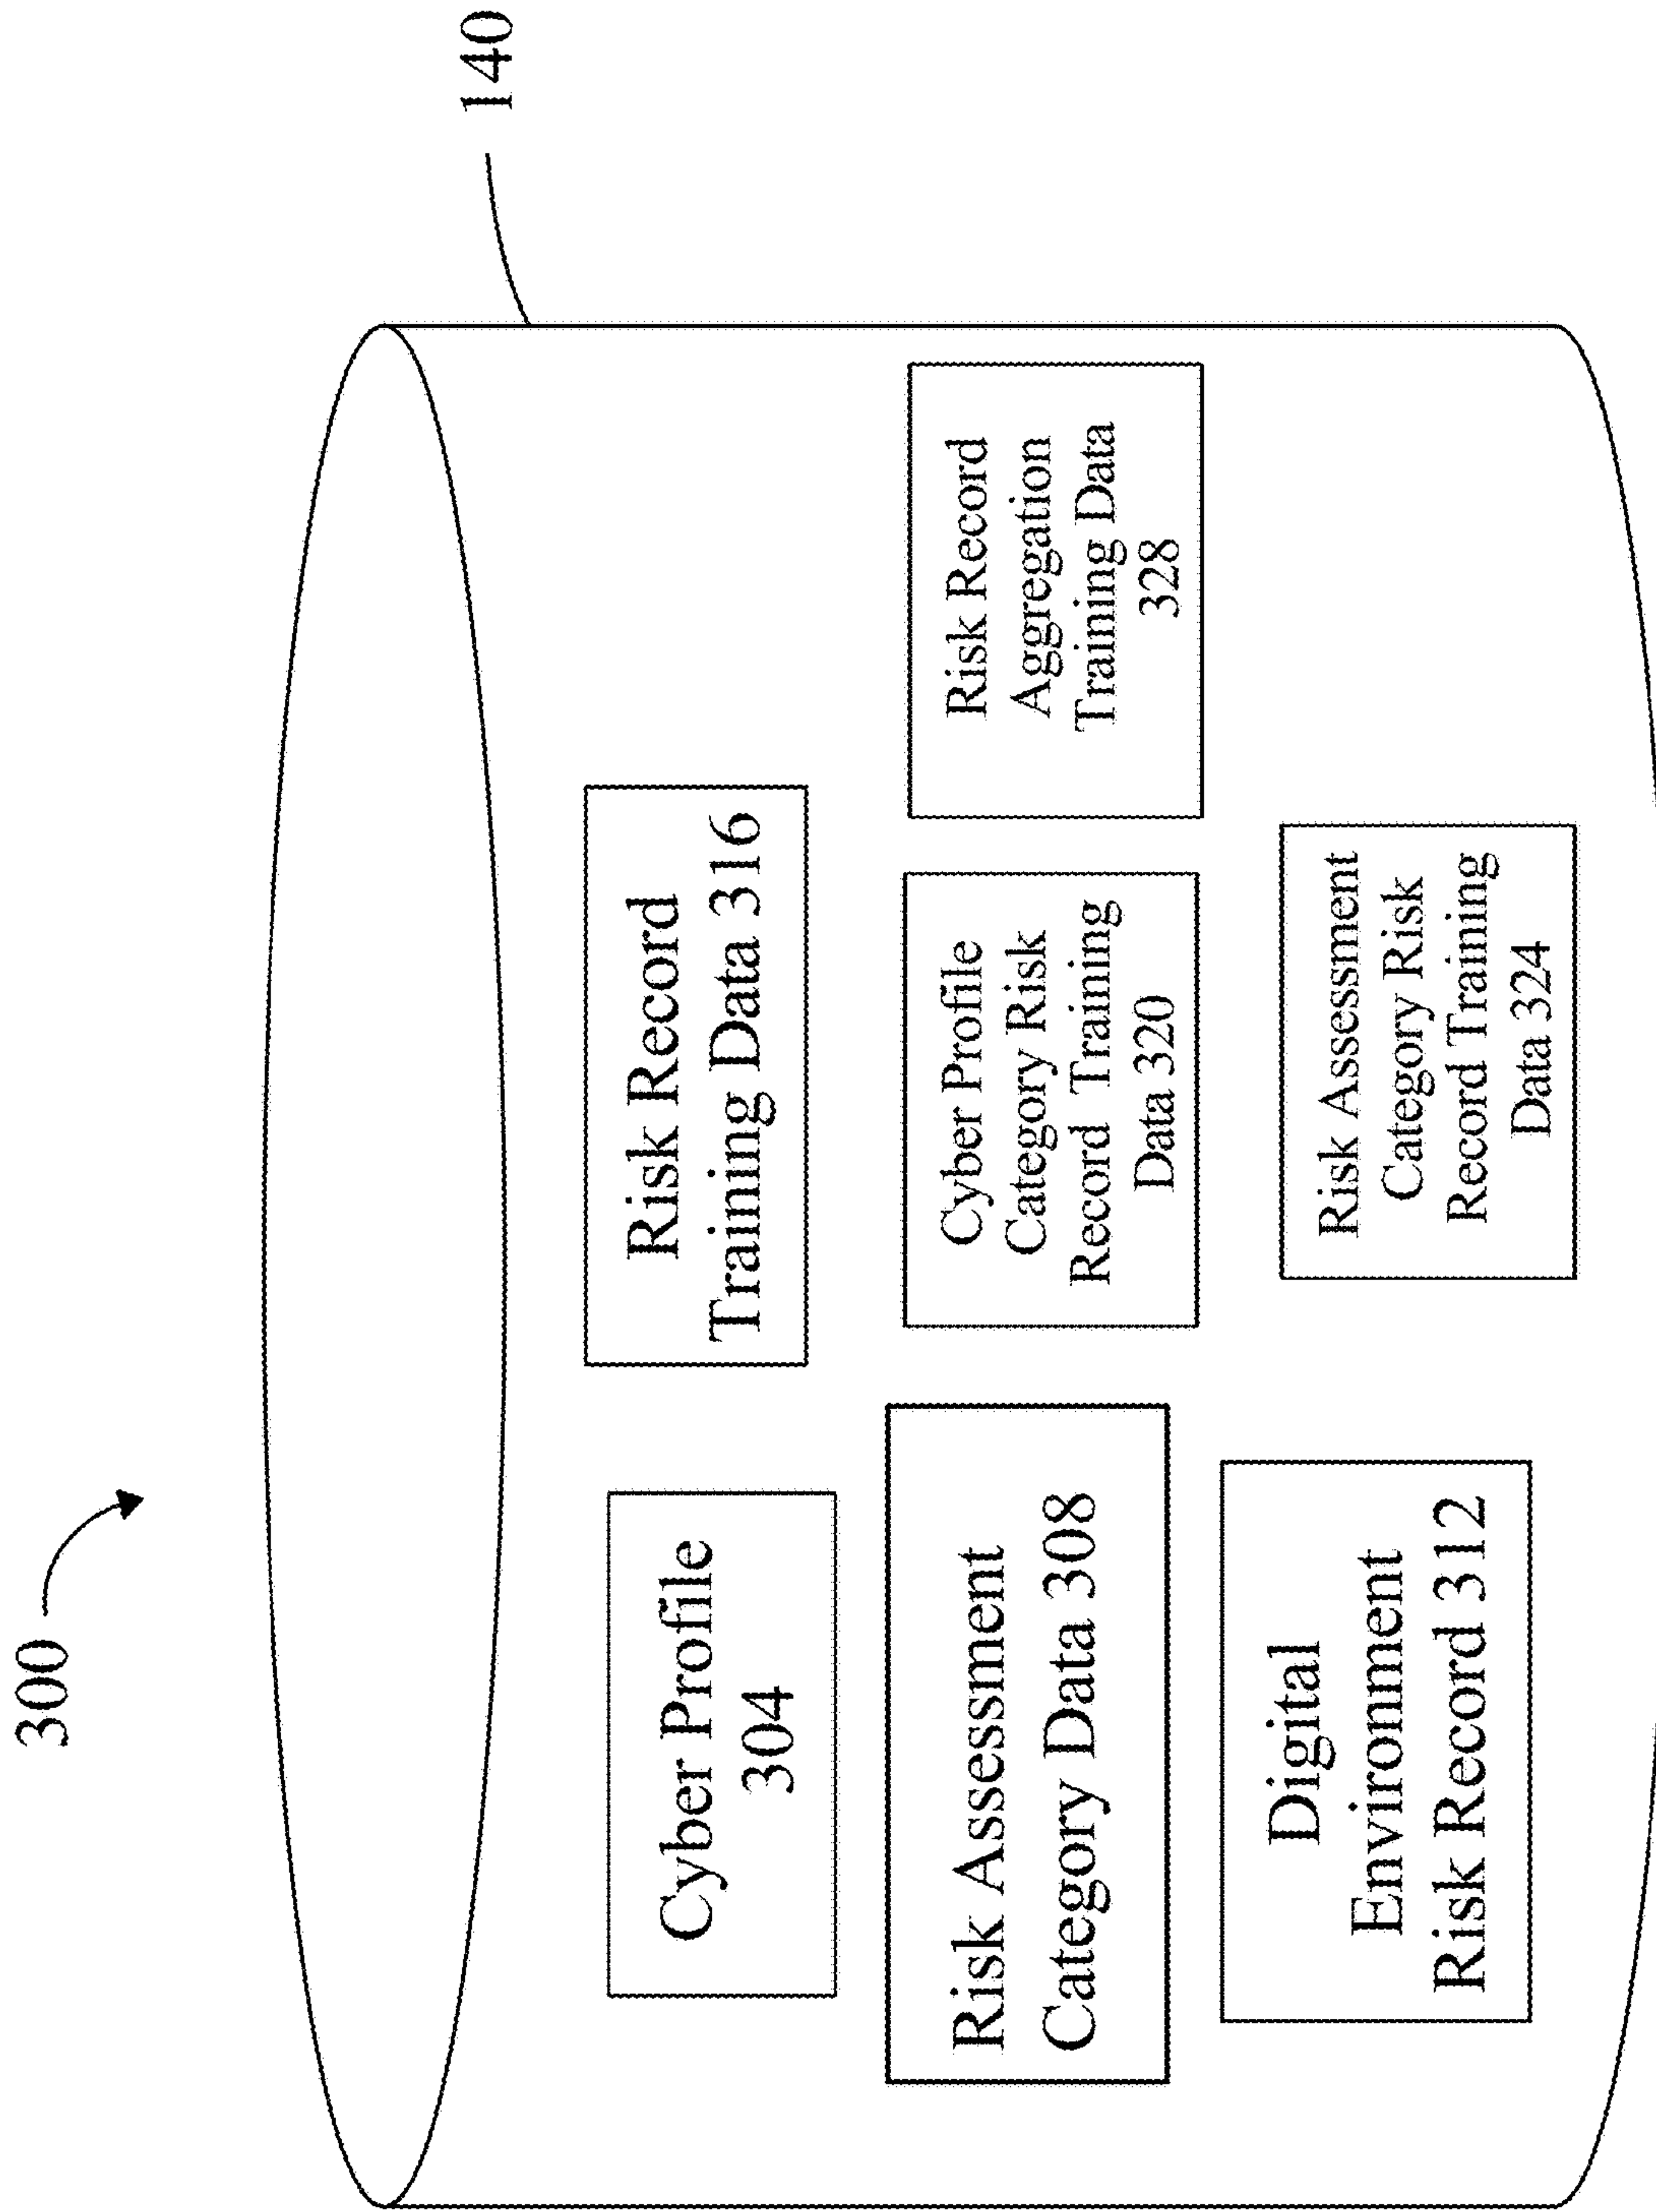 300
140
Cyber Profile
304
Risk Record
Training Data 316
Risk Assessment
Category Data 308
Cyber Profile
Category Risk
Record Training
Data 320
Risk Record
Aggregation
Training Data
328
Digital
Environment
Risk Record 312
Risk Assessment
Category Risk
Record Training
Data 324